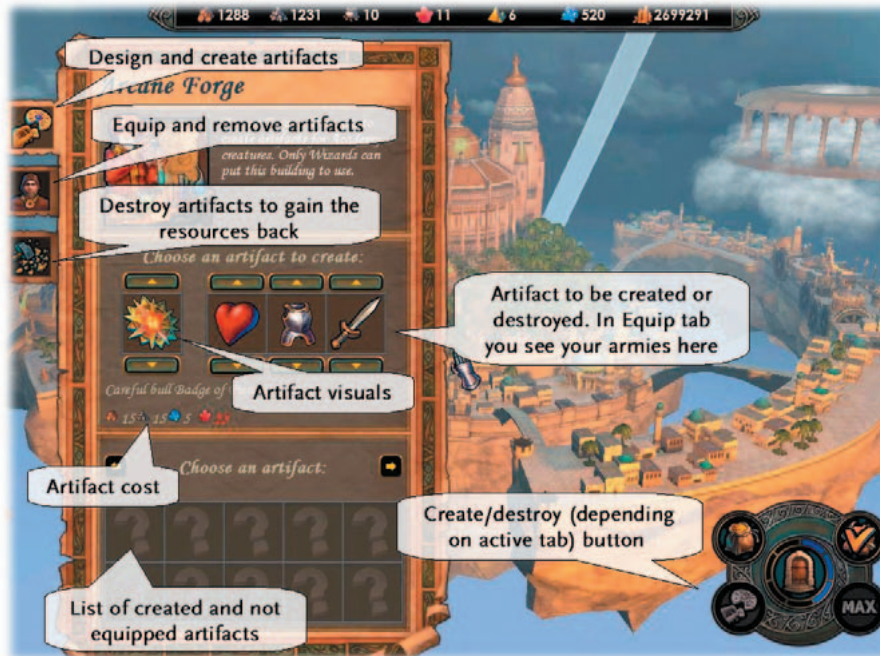 1288 1231 10 11 6 520 2699291
Design and create artifacts
Arcane Forge
Equip and remove artifacts
creatures. Only Wizards can
put this building to use.
Destroy artifacts to gain the
resources back
Choose an artifact to create:
Artifact to be created or
destroyed. In Equip tab
you see your armies here
Artifact visuals
Careful bull Badge of
15 15 5
Choose an artifact:
Artifact cost
Create/destroy (depending
on active tab) button
MAX
List of created and not
equipped artifacts